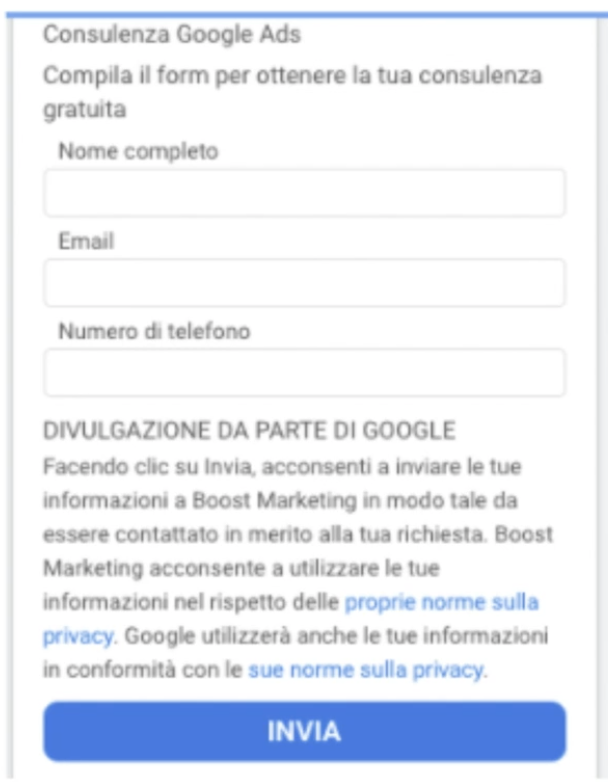 Consulenza Google Ads
Compila il form per ottenere la tua consulenza
gratuita
Nome completo
Email
Numero di telefono
DIVULGAZIONE DA PARTE DI GOOGLE
Facendo clic su Invia, acconsenti a inviare le tue
informazioni a Boost Marketing in modo tale da
essere contattato in merito alla tua richiesta. Boost
Marketing acconsente a utilizzare le tue
informazioni nel rispetto delle proprie norme sulla
privacy. Google utilizzerà anche le tue informazioni
in conformità con le sue norme sulla privacy.
INVIA